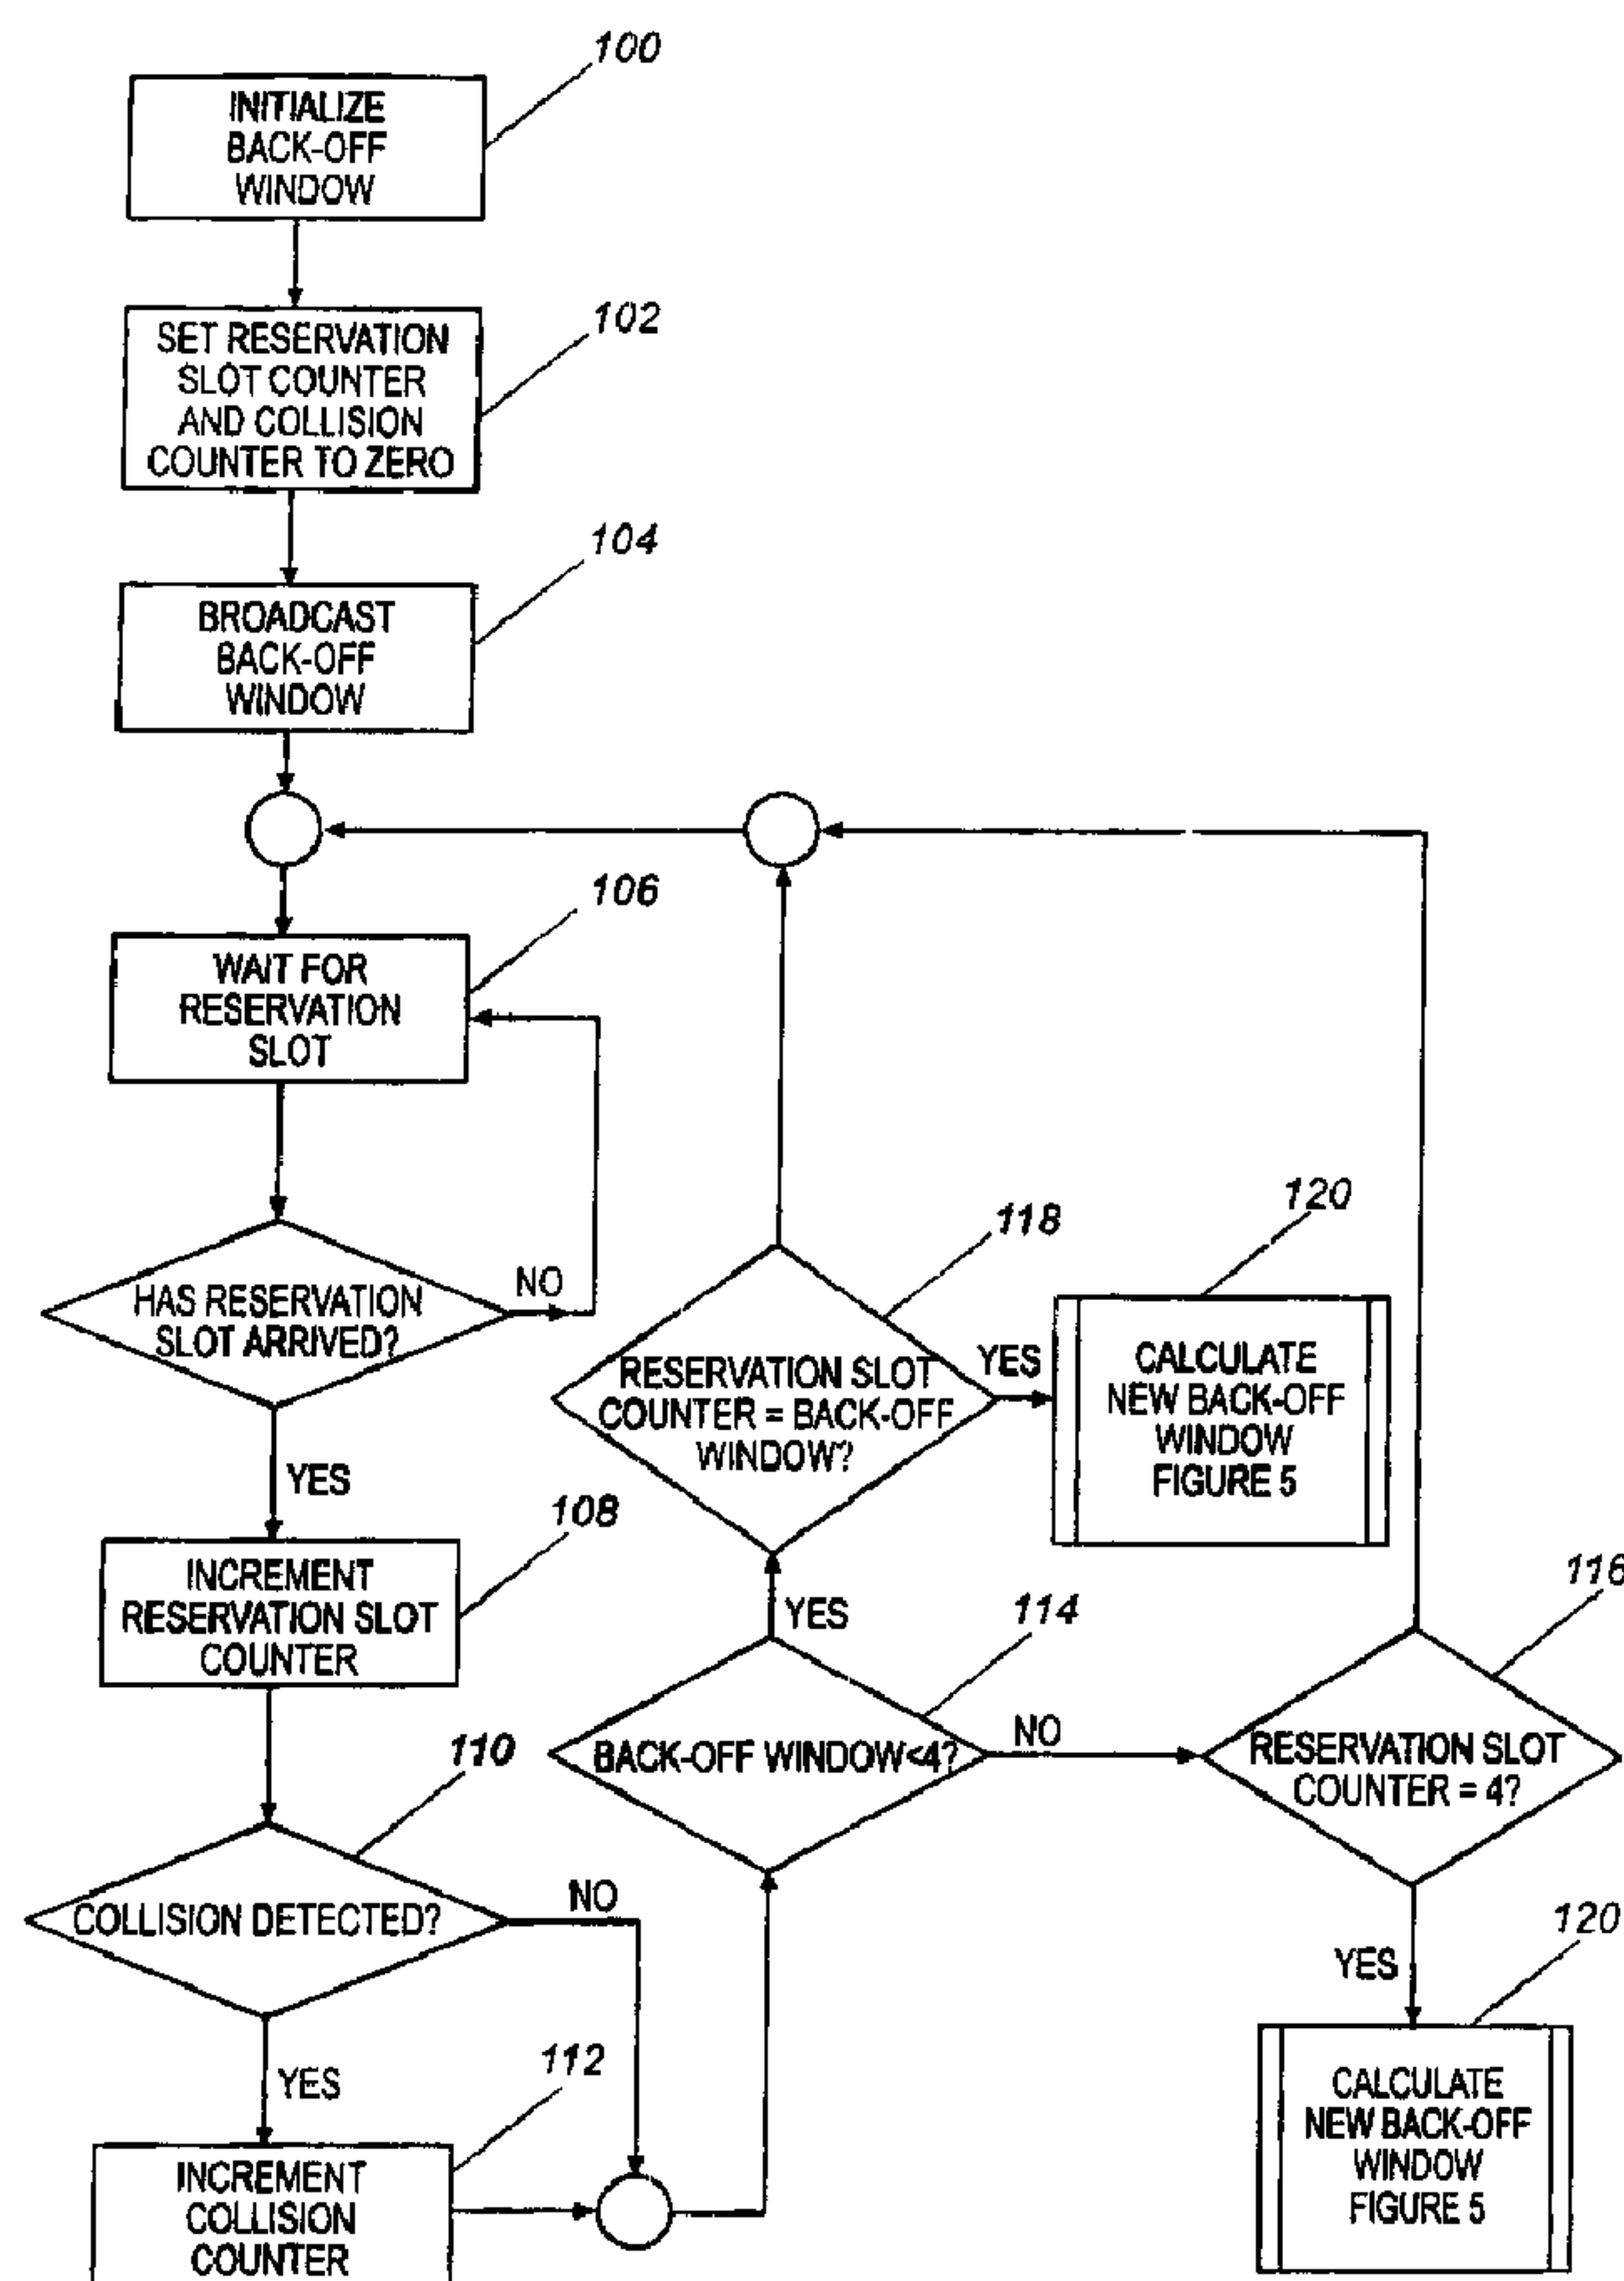 100
INITIALIZE
BACK-OFF
WINDOW
102
SET RESERVATION
SLOT COUNTER
AND COLLISION
COUNTER TO ZERO
104
BROADCAST
BACK-OFF
WINDOW
106
WAIT FOR
RESERVATION
SLOT
HAS RESERVATION
SLOT ARRIVED?
NO
YES
108
INCREMENT
RESERVATION SLOT
COUNTER
110
COLLISION DETECTED?
NO
YES
112
INCREMENT
COLLISION
COUNTER
118
RESERVATION SLOT
COUNTER = BACK-OFF
WINDOW?
YES
120
CALCULATE
NEW BACK-OFF
WINDOW
FIGURE 5
YES
114
BACK-OFF WINDOW<4?
NO
116
RESERVATION SLOT
COUNTER = 4?
YES
120
CALCULATE
NEW BACK-OFF
WINDOW
FIGURE 5